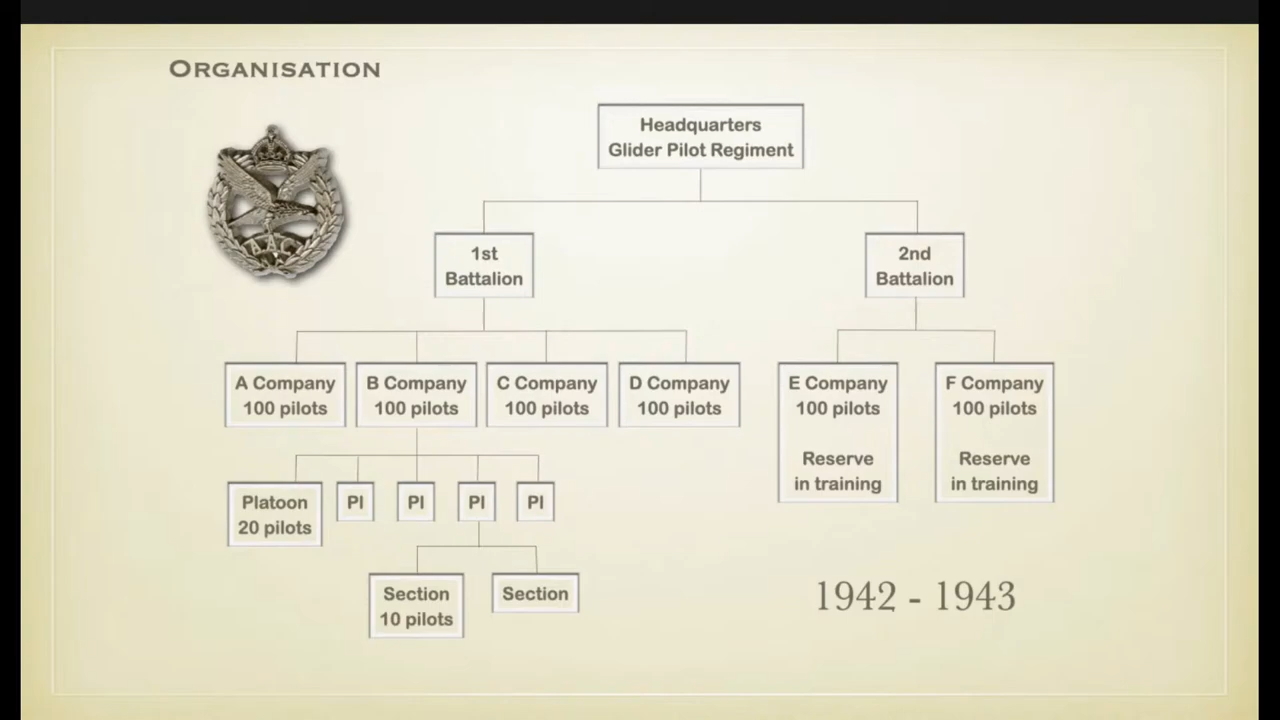 ORGANISATION
Headquarters
Glider Pilot Regiment
1st
Battalion
2nd
Battalion
A Company
100 pilots
B Company
100 pilots
C Company
100 pilots
D Company
100 pilots
E Company
100 pilots
Reserve
in training
F Company
100 pilots
Reserve
in training
Platoon
20 pilots
Pl
Pl
Pl
Pl
Section
10 pilots
Section
1942 - 1943
AAC